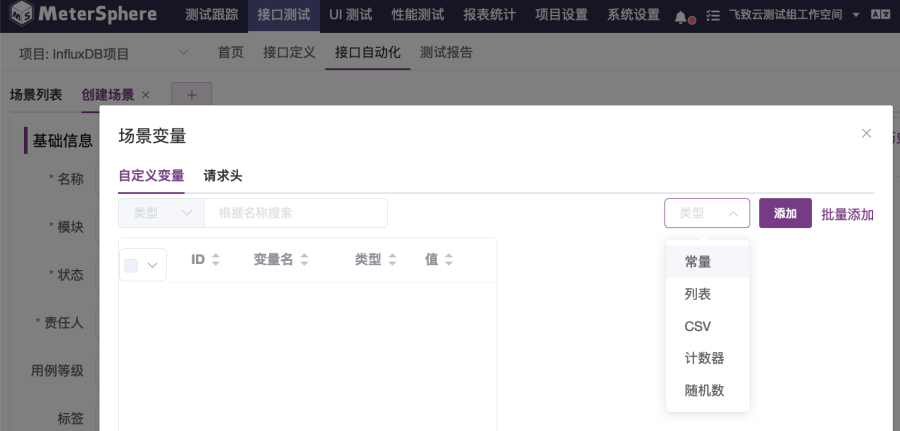 MeterSphere 测试跟踪 接口测试 UI 测试 性能测试 报表统计 项目设置 系统设置 飞致云测试组工作空间
项目: InfluxDB项目 首页 接口定义 接口自动化 测试报告
场景列表 创建场景 × +
基础信息
* 名称
* 模块
* 状态
* 责任人
用例等级
标签
场景变量
自定义变量 请求头
类型 根据名称搜索 类型 添加 批量添加
ID 变量名 类型 值
常量
列表
CSV
计数器
随机数